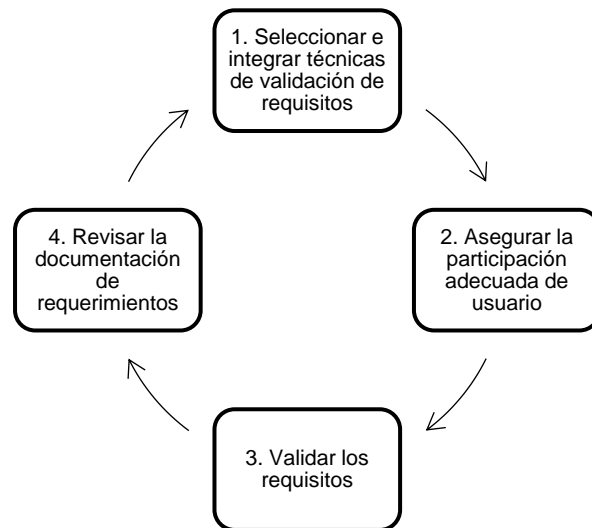 1. Seleccionar e
integrar técnicas
de validación de
requisitos
2. Asegurar la
participación
adecuada de
usuario
3. Validar los
requisitos
4. Revisar la
documentación
de
requerimientos